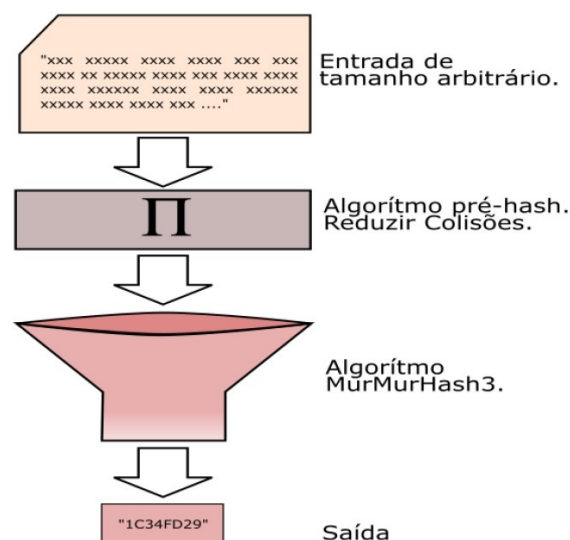 "xxx xxxxx xxxx xxxx xxx xxx
xxxx xx xxxxx xxxx xxx xxxx xxxx
xxxx xxxxxx xxxx xxxx xxxxxx
xxxxx xxxx xxxx xxx ...."
Entrada de
tamanho arbitrário.
Π
Algorítmo pré-hash.
Reduzir Colisões.
Algorítmo
MurMurHash3.
"1C34FD29"
Saída